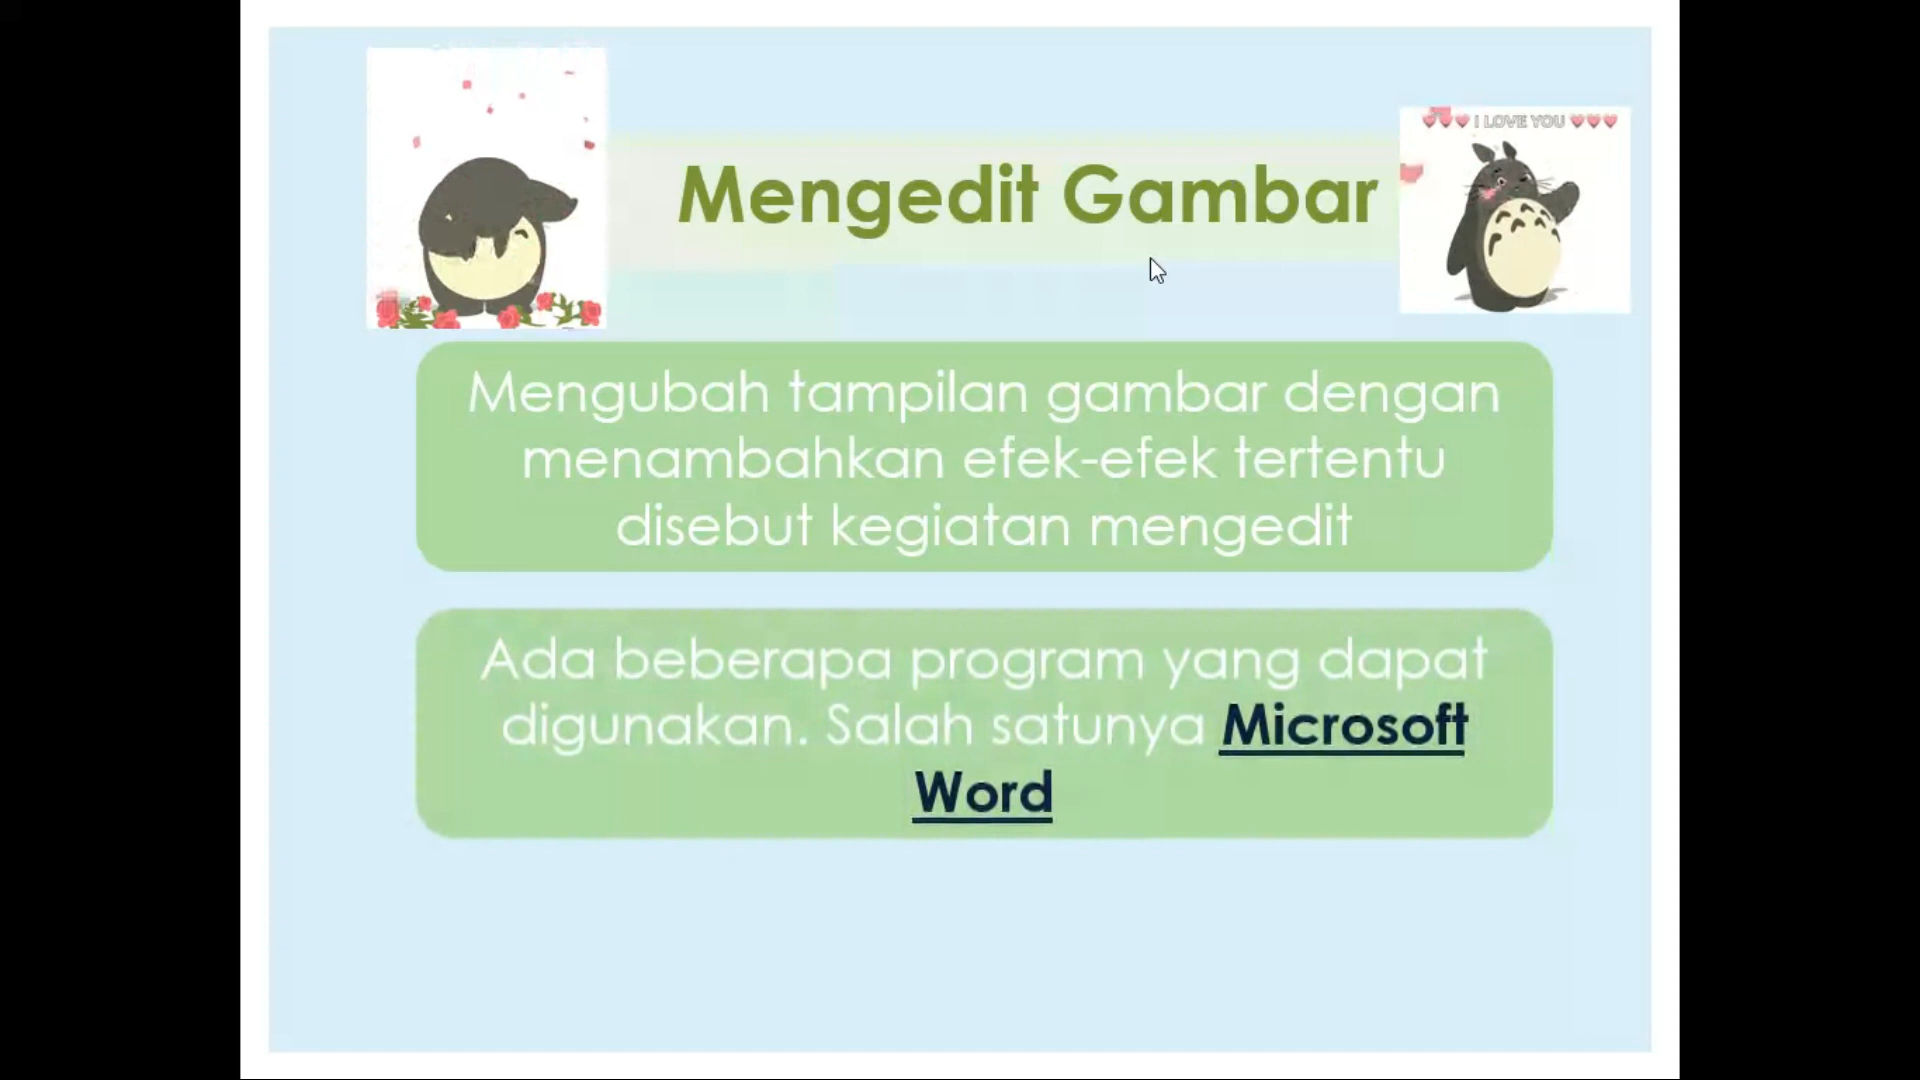 I LOVE YOU
Mengedit Gambar
Mengubah tampilan gambar dengan
menambahkan efek-efek tertentu
disebut kegiatan mengedit
Ada beberapa program yang dapat
digunakan. Salah satunya Microsoft
Word